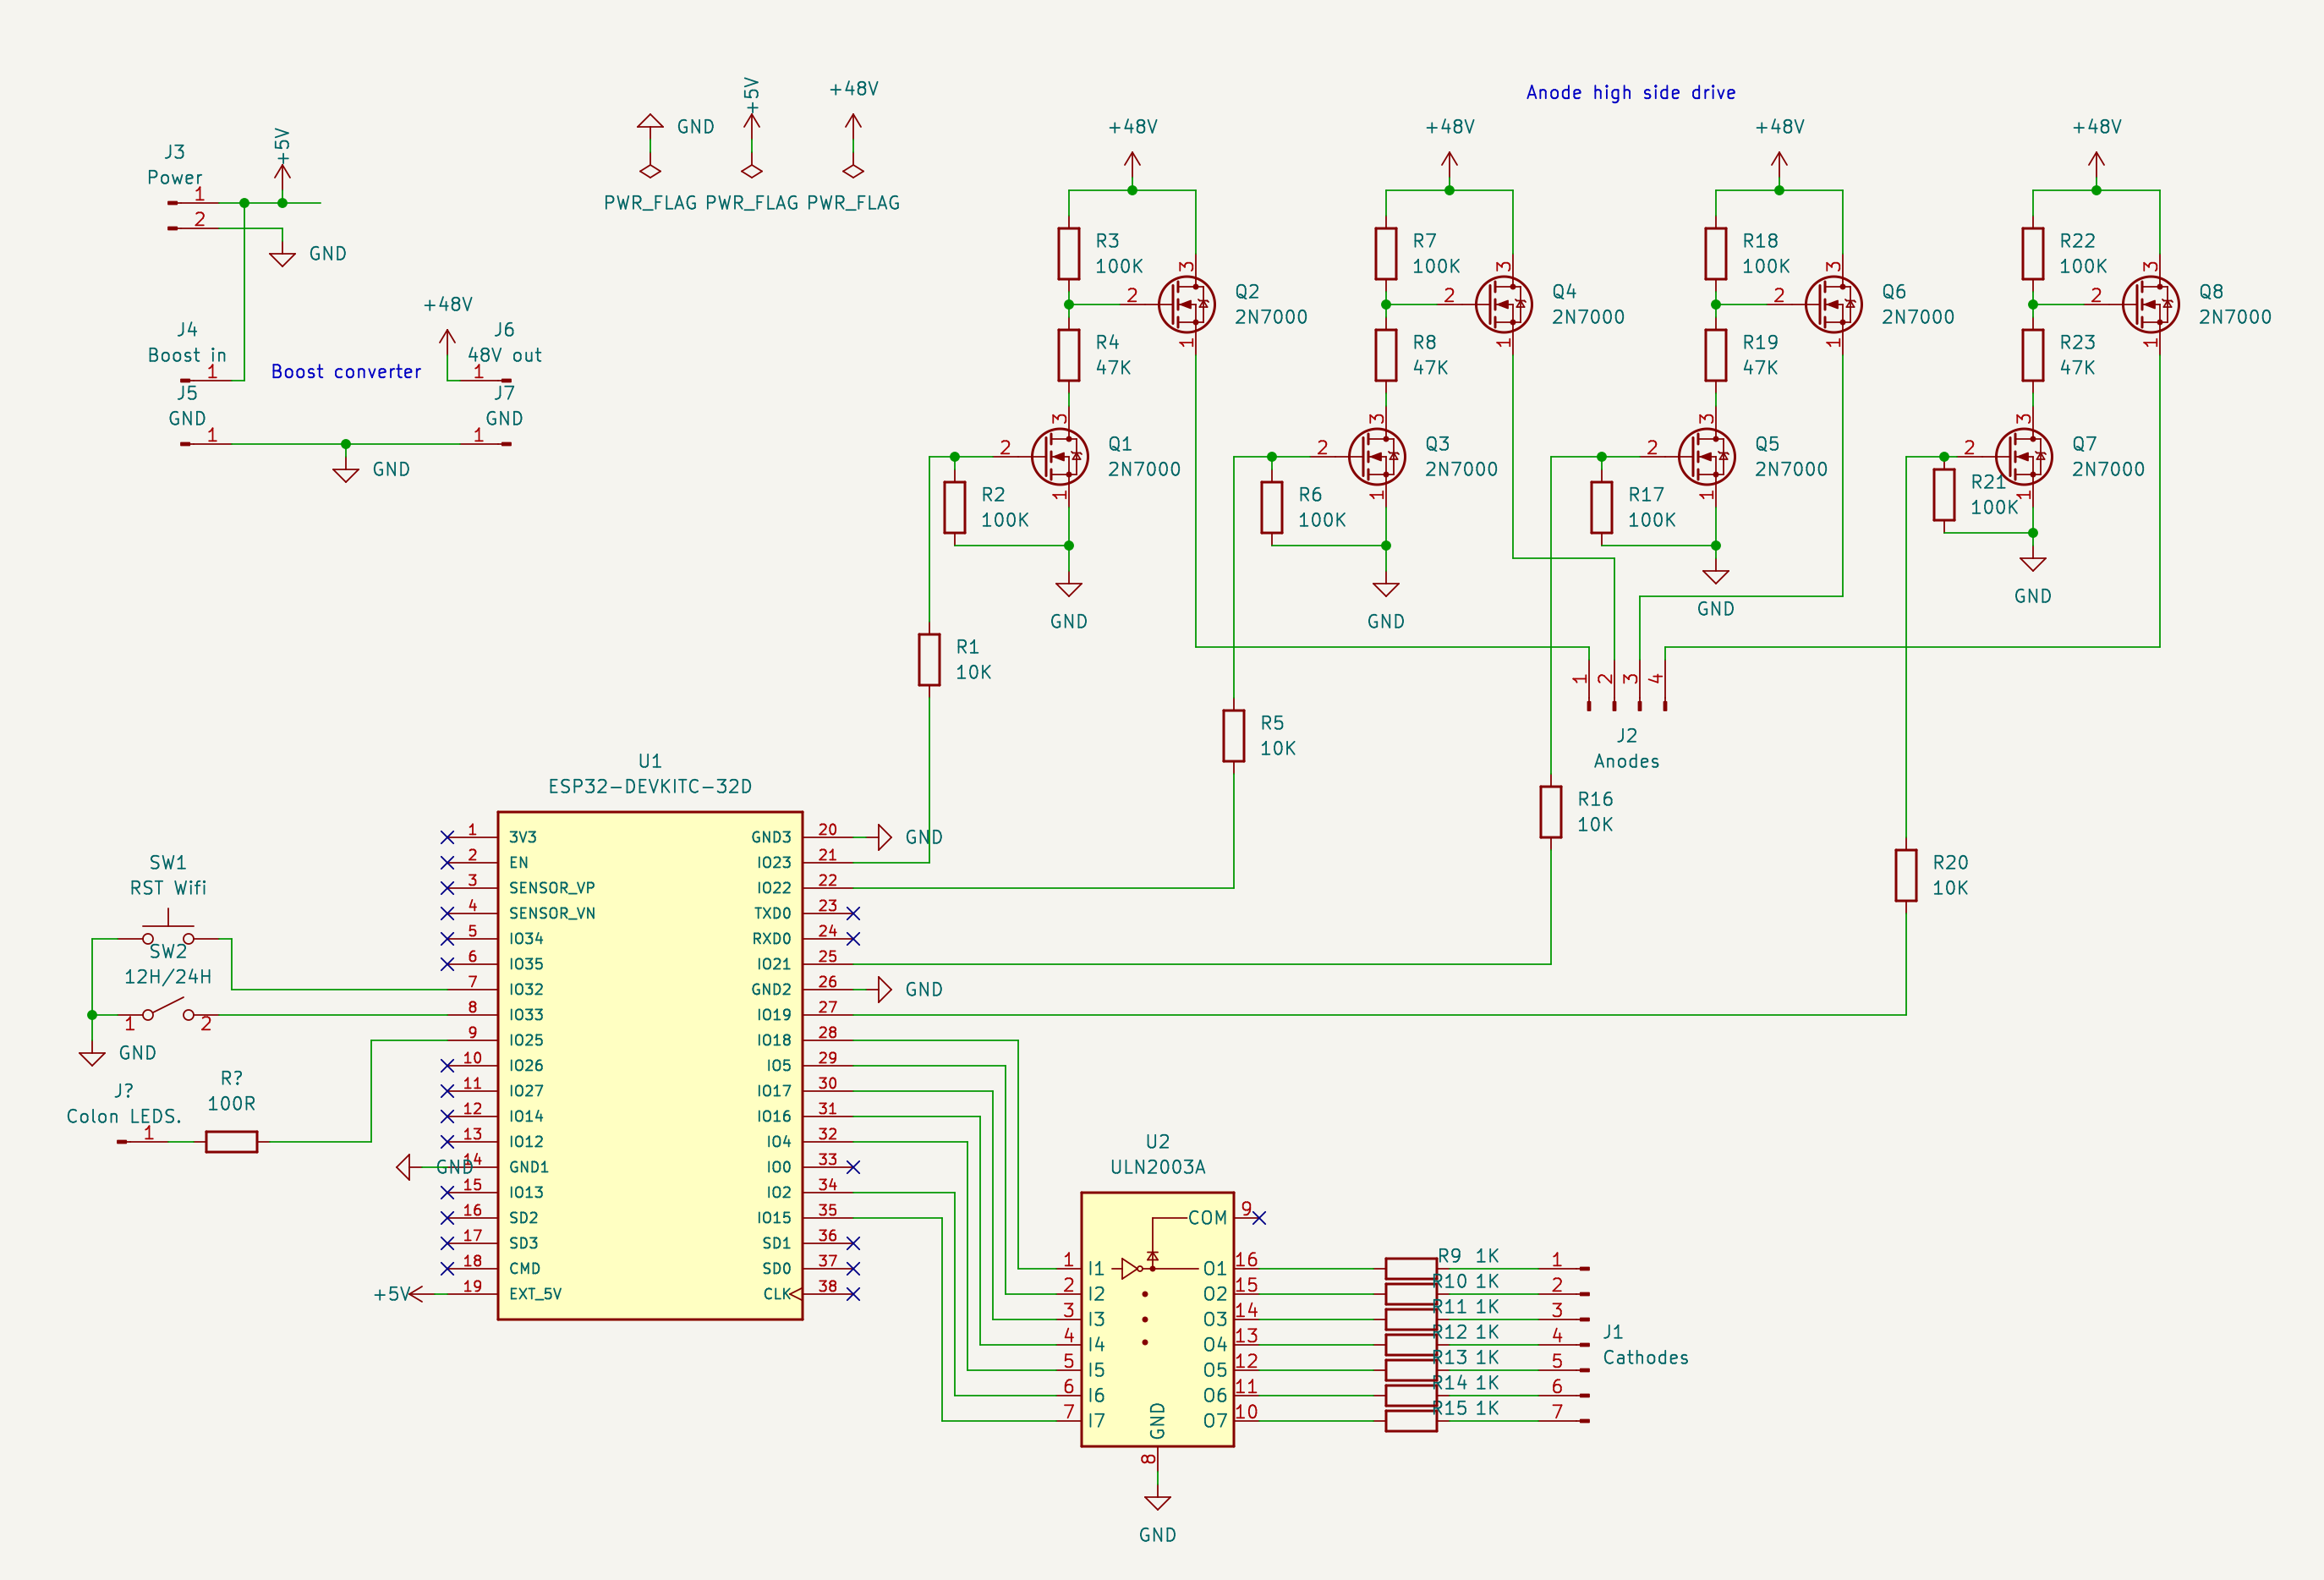 Anode high side drive
+48V
+5V
GND
PWR_FLAG
PWR_FLAG
PWR_FLAG
J3
Power
1
2
+5V
GND
+48V
J4
Boost in
1
J5
GND
1
Boost converter
GND
J6
48V out
1
J7
GND
1
+48V
R3
100K
R4
47K
3
2
1
Q2
2N7000
3
2
1
Q1
2N7000
R2
100K
GND
R1
10K
+48V
R7
100K
R8
47K
3
2
1
Q4
2N7000
3
2
1
Q3
2N7000
R6
100K
GND
R5
10K
+48V
R18
100K
R19
47K
3
2
1
Q6
2N7000
3
2
1
Q5
2N7000
R17
100K
GND
R16
10K
+48V
R22
100K
R23
47K
3
2
1
Q8
2N7000
3
2
1
Q7
2N7000
R21
100K
GND
R20
10K
1
2
3
4
J2
Anodes
U1
ESP32-DEVKITC-32D
1 3V3
2 EN
3 SENSOR_VP
4 SENSOR_VN
5 IO34
6 IO35
7 IO32
8 IO33
9 IO25
10 IO26
11 IO27
12 IO14
13 IO12
14 GND1
15 IO13
16 SD2
17 SD3
18 CMD
19 EXT_5V
GND3 20
IO23 21
IO22 22
TXD0 23
RXD0 24
IO21 25
GND2 26
IO19 27
IO18 28
IO5 29
IO17 30
IO16 31
IO4 32
IO0 33
IO2 34
IO15 35
SD1 36
SD0 37
CLK 38
GND
GND
GND
+5V
SW1
RST Wifi
SW2
12H/24H
1
2
GND
J?
Colon LEDS.
1
R?
100R
U2
ULN2003A
COM 9
1 I1
2 I2
3 I3
4 I4
5 I5
6 I6
7 I7
O1 16
O2 15
O3 14
O4 13
O5 12
O6 11
O7 10
GND
8
GND
R9 1K
R10 1K
R11 1K
R12 1K
R13 1K
R14 1K
R15 1K
1
2
3
4
5
6
7
J1
Cathodes